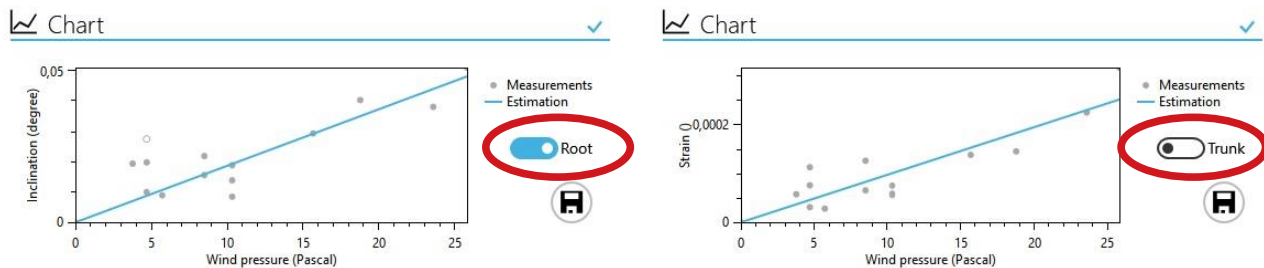 Chart
0,05
Inclination (degree)
0
0
5
10
15
20
25
Wind pressure (Pascal)
Measurements
Estimation
Root
Chart
0,0002
Strain ()
0
0
5
10
15
20
25
Wind pressure (Pascal)
Measurements
Estimation
Trunk